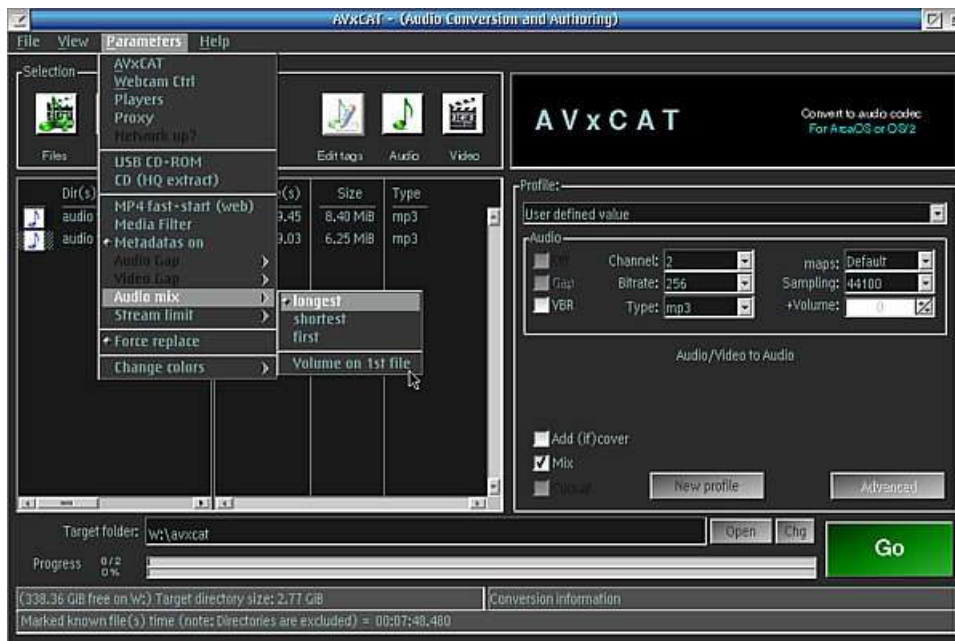 AVxCAT - (Audio Conversion and Authoring)
File View Parameters Help
Selection
Files
Edit tags
Audio
Video
AVxCAT
Webcam Ctrl
Players
Proxy
Network up?
USB CD-ROM
CD (HQ extract)
MP4 fast-start (web)
Media Filter
Metadatas on
Audio Gap
Video Gap
Audio mix
Stream limit
Force replace
Change colors
longest
shortest
first
Volume on 1st file
Dir(s)
Size
Type
audio
9.45
8.40 MiB
mp3
audio
9.03
6.25 MiB
mp3
AVxCAT
Convert to audio codec
For ArcaOS or OS/2
Profile:
User defined value
Audio
Channel: 2
maps: Default
Gap
Bitrate: 256
Sampling: 44100
VBR
Type: mp3
+Volume: 0
Audio/Video to Audio
Add (if)cover
Mix
New profile
Advanced
Target folder: W:\avxcat
Open
Chg
Go
Progress
0/2
0%
(338.36 GiB free on W:) Target directory size: 2.77 GiB
Conversion information
Marked known file(s) time (note: Directories are excluded) = 00:07:48.480